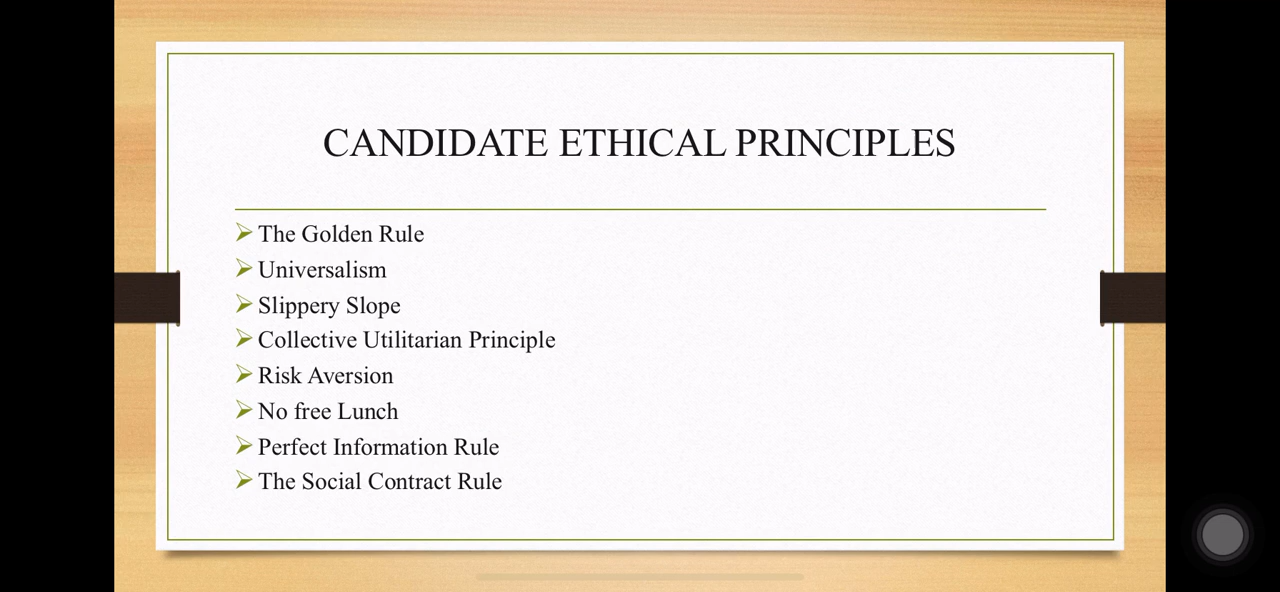 CANDIDATE ETHICAL PRINCIPLES
The Golden Rule
Universalism
Slippery Slope
Collective Utilitarian Principle
Risk Aversion
No free Lunch
Perfect Information Rule
The Social Contract Rule